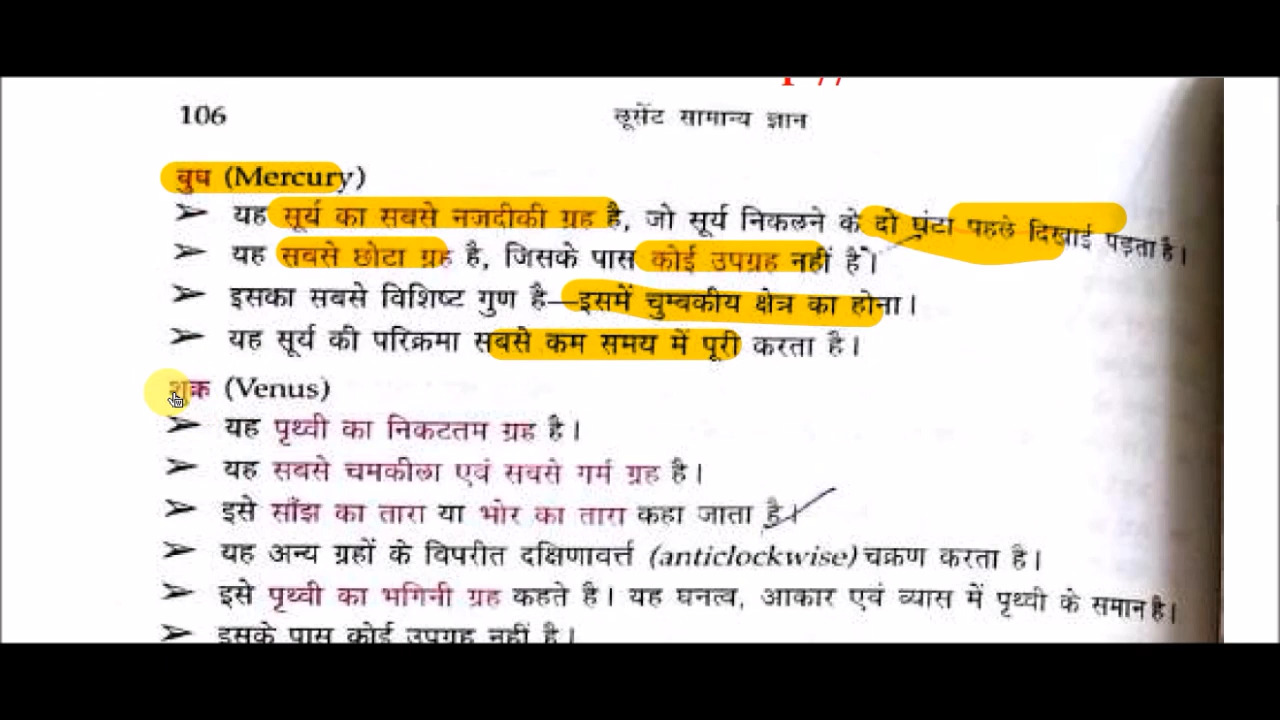 106 लूसेंट सामान्य ज्ञान
बुध (Mercury)
➢ यह सूर्य का सबसे नजदीकी ग्रह है, जो सूर्य निकलने के दो घंटा पहले दिखाई पड़ता है।
➢ यह सबसे छोटा ग्रह है, जिसके पास कोई उपग्रह नहीं है।
➢ इसका सबसे विशिष्ट गुण है—इसमें चुम्बकीय क्षेत्र का होना।
➢ यह सूर्य की परिक्रमा सबसे कम समय में पूरी करता है।
शुक्र (Venus)
➢ यह पृथ्वी का निकटतम ग्रह है।
➢ यह सबसे चमकीला एवं सबसे गर्म ग्रह है।
➢ इसे साँझ का तारा या भोर का तारा कहा जाता है।
➢ यह अन्य ग्रहों के विपरीत दक्षिणावर्त्त (anticlockwise) चक्रण करता है।
➢ इसे पृथ्वी का भगिनी ग्रह कहते है। यह घनत्व, आकार एवं व्यास में पृथ्वी के समान है।
➢ इसके पास कोई उपग्रह नहीं है।